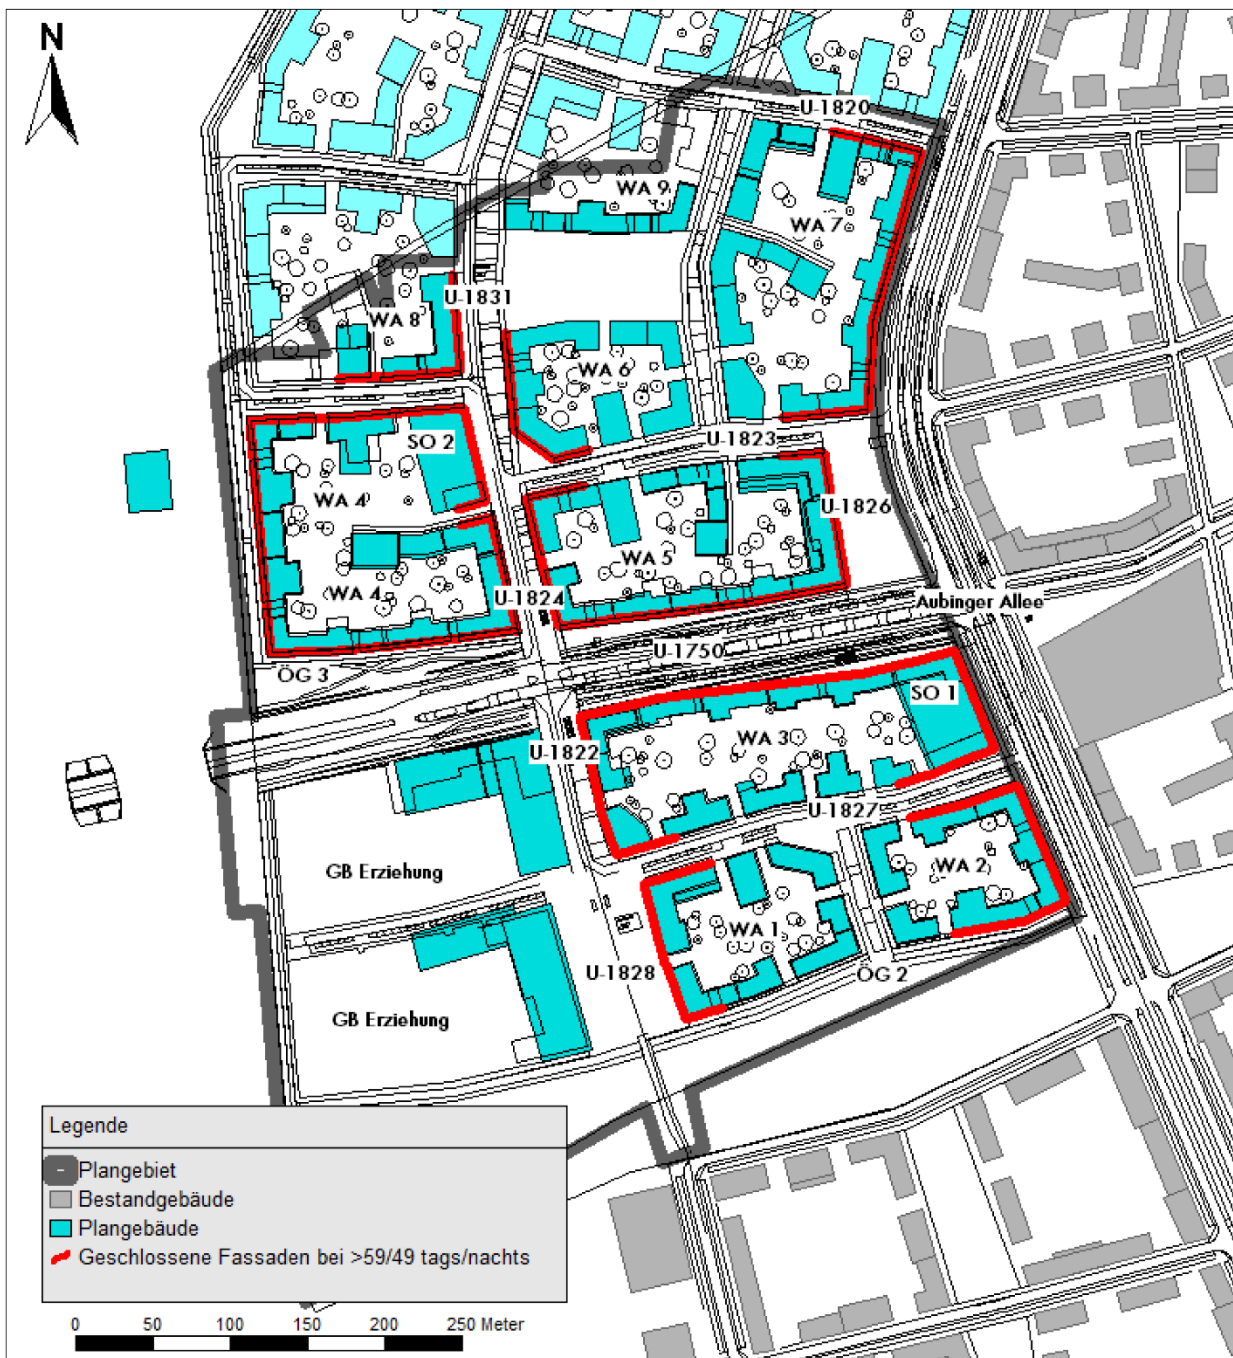 N
U-1820
WA 9
WA 7
U-1831
WA 8
WA 6
U-1823
SO 2
WA 4
U-1826
WA 5
WA 4
U-1824
Aubinger Allee
U-1750
ÖG 3
SO 1
WA 3
U-1822
U-1827
WA 2
GB Erziehung
WA 1
U-1828
ÖG 2
GB Erziehung
Legende
Plangebiet
Bestandgebäude
Plangebäude
Geschlossene Fassaden bei >59/49 tags/nachts
0 50 100 150 200 250 Meter